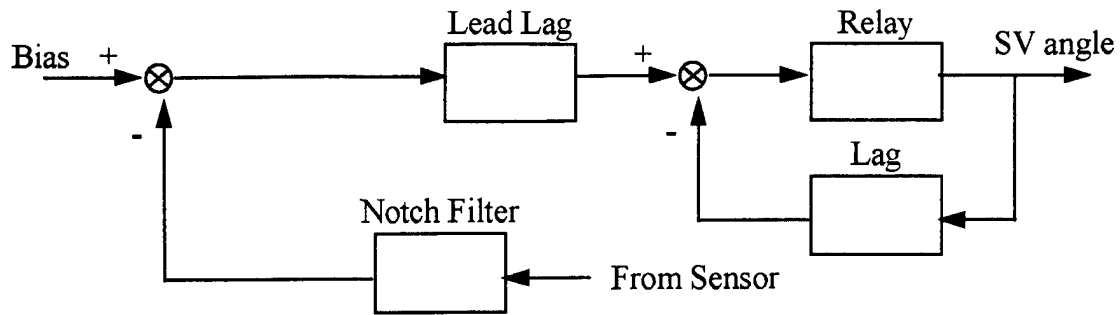 Lead Lag
Relay
SV angle
Bias
+
+
-
-
Lag
Notch Filter
From Sensor